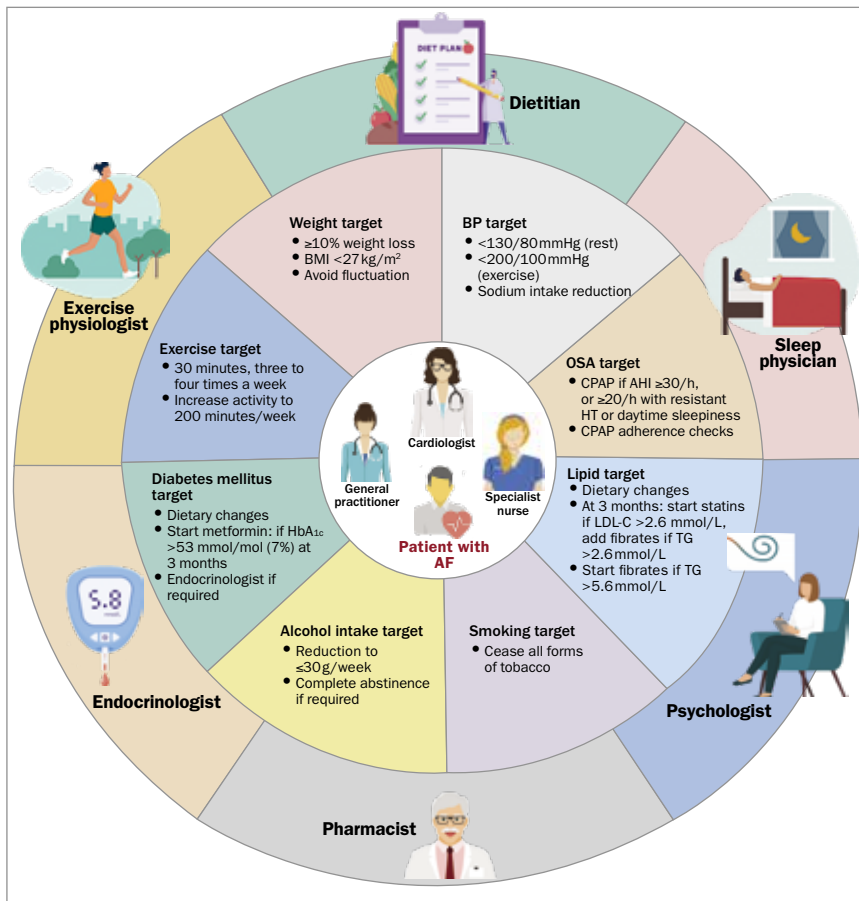 DIET PLAN
Dietitian
Exercise
physiologist
Sleep
physician
Weight target
• ≥10% weight loss
• BMI <27kg/m²
• Avoid fluctuation
BP target
• <130/80mmHg (rest)
• <200/100mmHg
(exercise)
• Sodium intake reduction
Exercise target
• 30 minutes, three to
four times a week
• Increase activity to
200 minutes/week
OSA target
• CPAP if AHI ≥30/h,
or ≥20/h with resistant
HT or daytime sleepiness
• CPAP adherence checks
Cardiologist
General
practitioner
Specialist
nurse
Patient with
AF
Diabetes mellitus
target
• Dietary changes
• Start metformin: if HbA₁c
>53 mmol/mol (7%) at
3 months
• Endocrinologist if
required
Lipid target
• Dietary changes
• At 3 months: start statins
if LDL-C >2.6 mmol/L,
add fibrates if TG
>2.6mmol/L
• Start fibrates if TG
>5.6mmol/L
5.8
Alcohol intake target
• Reduction to
≤30g/week
• Complete abstinence
if required
Smoking target
• Cease all forms
of tobacco
Endocrinologist
Psychologist
Pharmacist